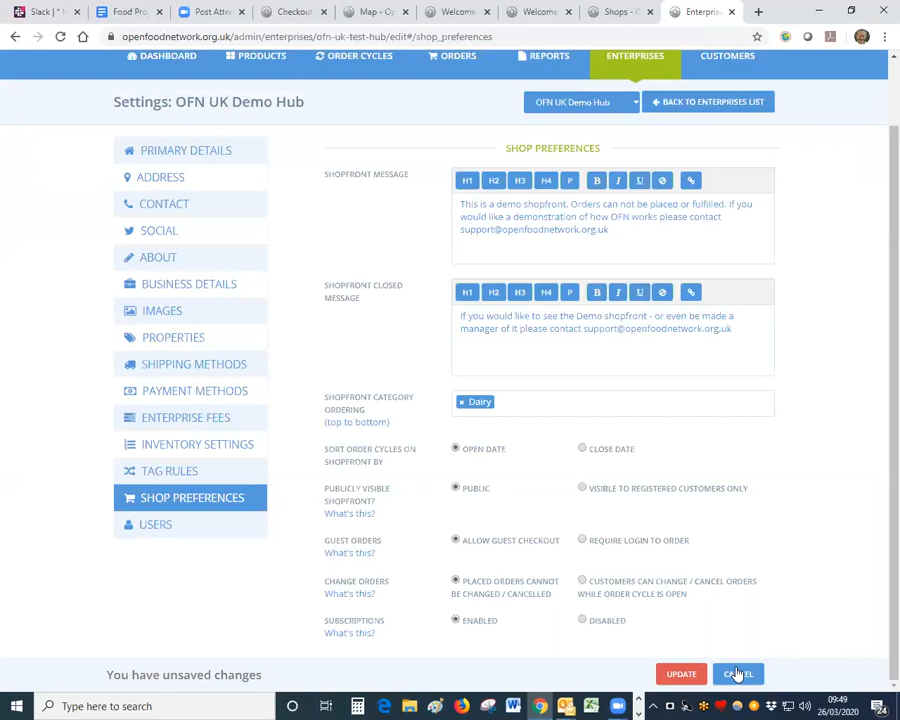 Slack | * l
Food Pro
Post Atte
Checkout
Map - Op
Welcome
Welcome
Shops - O
Enterpris
openfoodnetwork.org.uk/admin/enterprises/ofn-uk-test-hub/edit#/shop_preferences
DASHBOARD PRODUCTS ORDER CYCLES ORDERS REPORTS ENTERPRISES CUSTOMERS
Settings: OFN UK Demo Hub
OFN UK Demo Hub
BACK TO ENTERPRISES LIST
PRIMARY DETAILS
ADDRESS
CONTACT
SOCIAL
ABOUT
BUSINESS DETAILS
IMAGES
PROPERTIES
SHIPPING METHODS
PAYMENT METHODS
ENTERPRISE FEES
INVENTORY SETTINGS
TAG RULES
SHOP PREFERENCES
USERS
SHOP PREFERENCES
SHOPFRONT MESSAGE
H1 H2 H3 H4 P B I U
This is a demo shopfront. Orders can not be placed or fulfilled. If you
would like a demonstration of how OFN works please contact
support@openfoodnetwork.org.uk
SHOPFRONT CLOSED
MESSAGE
H1 H2 H3 H4 P B I U
If you would like to see the Demo shopfront - or even be made a
manager of it please contact support@openfoodnetwork.org.uk
SHOPFRONT CATEGORY
ORDERING
(top to bottom)
× Dairy
SORT ORDER CYCLES ON
SHOPFRONT BY
OPEN DATE
CLOSE DATE
PUBLICLY VISIBLE
SHOPFRONT?
What's this?
PUBLIC
VISIBLE TO REGISTERED CUSTOMERS ONLY
GUEST ORDERS
What's this?
ALLOW GUEST CHECKOUT
REQUIRE LOGIN TO ORDER
CHANGE ORDERS
What's this?
PLACED ORDERS CANNOT
BE CHANGED / CANCELLED
CUSTOMERS CAN CHANGE / CANCEL ORDERS
WHILE ORDER CYCLE IS OPEN
SUBSCRIPTIONS
What's this?
ENABLED
DISABLED
You have unsaved changes
UPDATE
CANCEL
Type here to search
09:49
26/03/2020
24